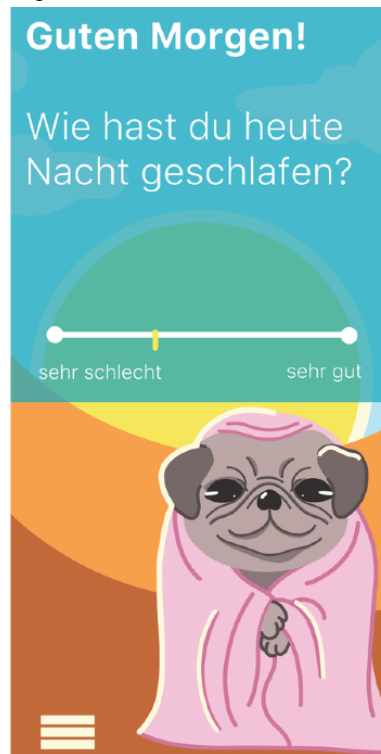 Guten Morgen!
Wie hast du heute
Nacht geschlafen?
sehr schlecht sehr gut